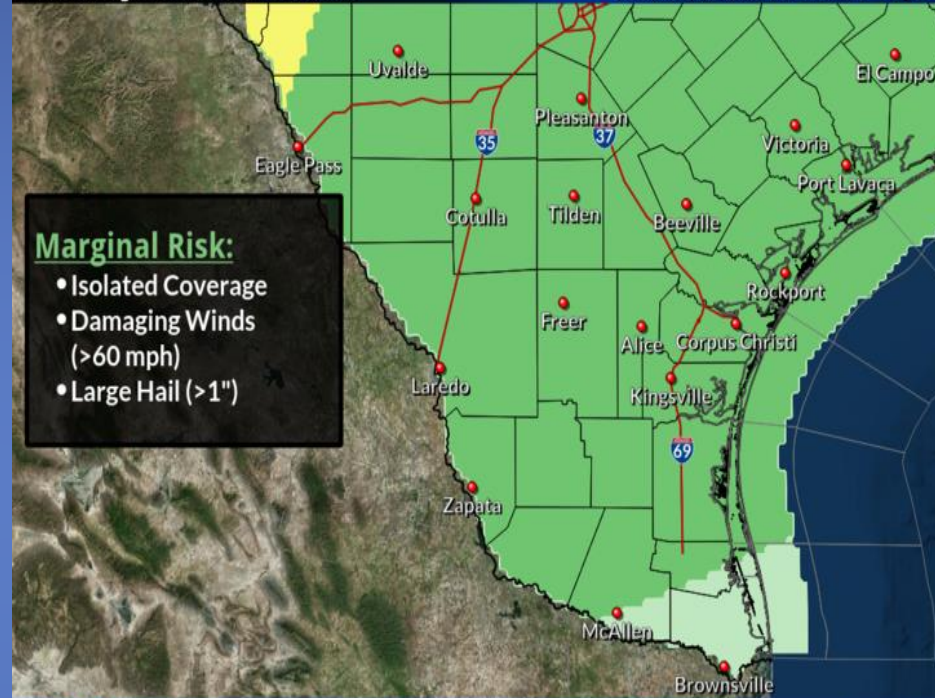 Uvalde
El Campo
Pleasanton
35
37
Victoria
Eagle Pass
Port Lavaca
Cotulla
Tilden
Beeville
Marginal Risk:
• Isolated Coverage
• Damaging Winds
(>60 mph)
• Large Hail (>1")
Rockport
Freer
Alice
Corpus Christi
Laredo
Kingsville
69
Zapata
McAllen
Brownsville